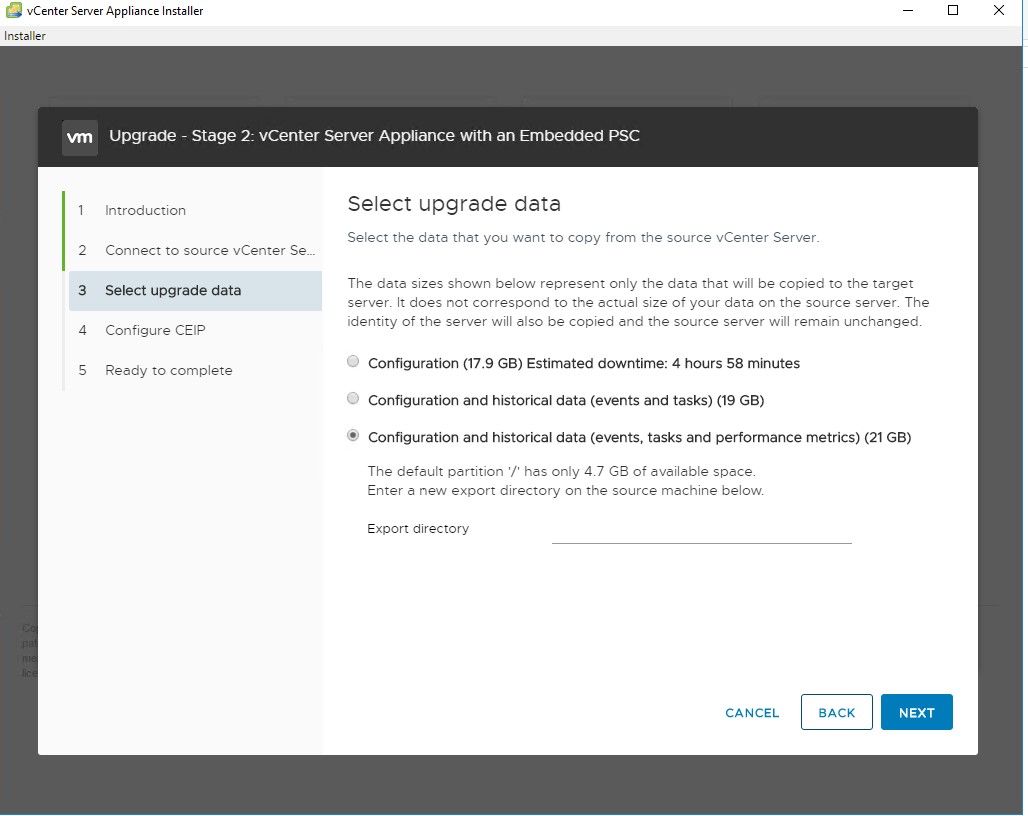 vCenter Server Appliance Installer
Installer
vm Upgrade - Stage 2: vCenter Server Appliance with an Embedded PSC
1 Introduction
2 Connect to source vCenter Se...
3 Select upgrade data
4 Configure CEIP
5 Ready to complete
Select upgrade data
Select the data that you want to copy from the source vCenter Server.
The data sizes shown below represent only the data that will be copied to the target
server. It does not correspond to the actual size of your data on the source server. The
identity of the server will also be copied and the source server will remain unchanged.
Configuration (17.9 GB) Estimated downtime: 4 hours 58 minutes
Configuration and historical data (events and tasks) (19 GB)
Configuration and historical data (events, tasks and performance metrics) (21 GB)
The default partition '/' has only 4.7 GB of available space.
Enter a new export directory on the source machine below.
Export directory
CANCEL
BACK
NEXT